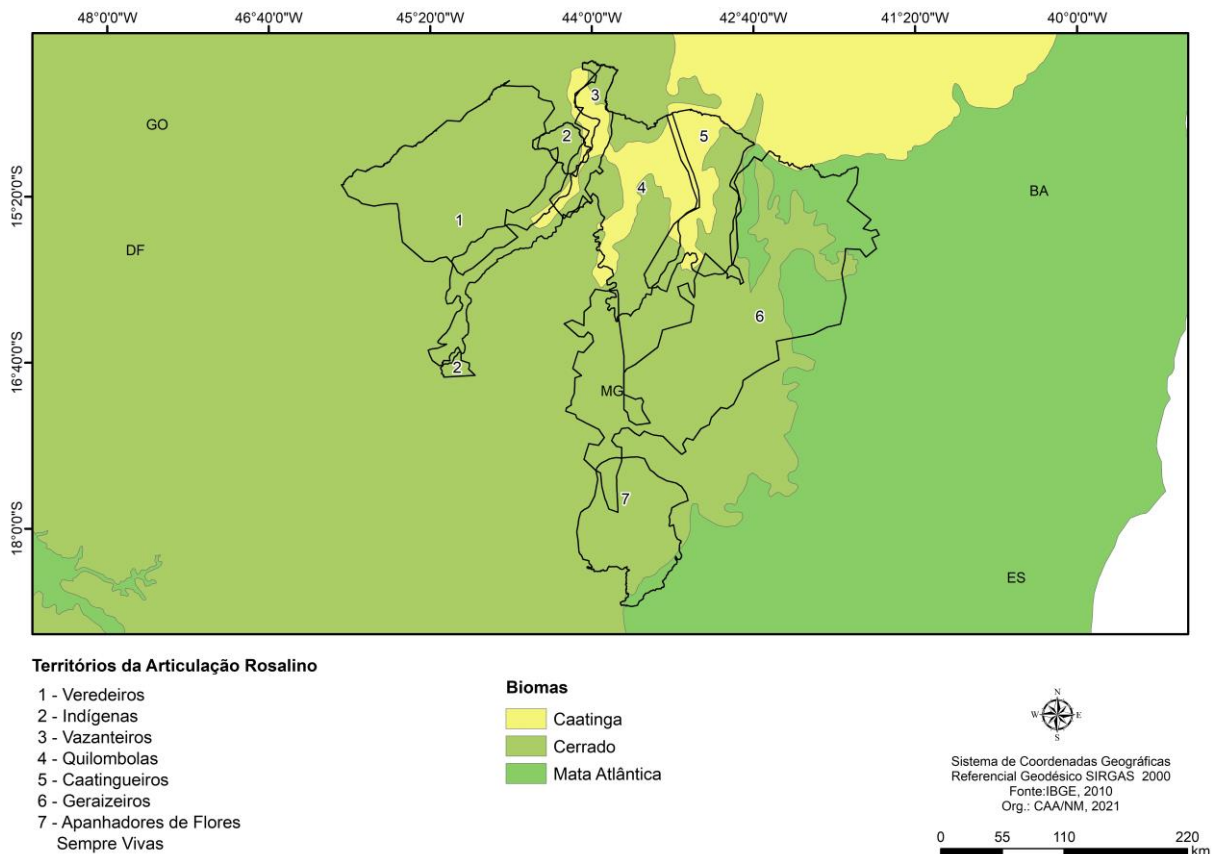 48°0'0"W 46°40'0"W 45°20'0"W 44°0'0"W 42°40'0"W 41°20'0"W 40°0'0"W
3
GO
2
5
15°20'0"S
4
BA
1
DF
6
16°40'0"S
2
MG
7
18°0'0"S
ES
Territórios da Articulação Rosalino
1 - Veredeiros
2 - Indígenas
3 - Vazanteiros
4 - Quilombolas
5 - Caatingueiros
6 - Geraizeiros
7 - Apanhadores de Flores
Sempre Vivas
Biomas
Caatinga
Cerrado
Mata Atlântica
N
W E
S
Sistema de Coordenadas Geográficas
Referencial Geodésico SIRGAS 2000
Fonte:IBGE, 2010
Org.: CAA/NM, 2021
0 55 110 220
km